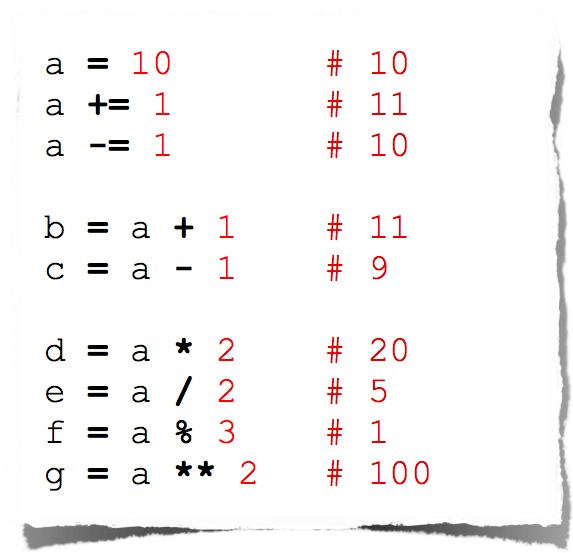 a = 10 # 10
a += 1 # 11
a -= 1 # 10
b = a + 1 # 11
c = a - 1 # 9
d = a * 2 # 20
e = a / 2 # 5
f = a % 3 # 1
g = a ** 2 # 100